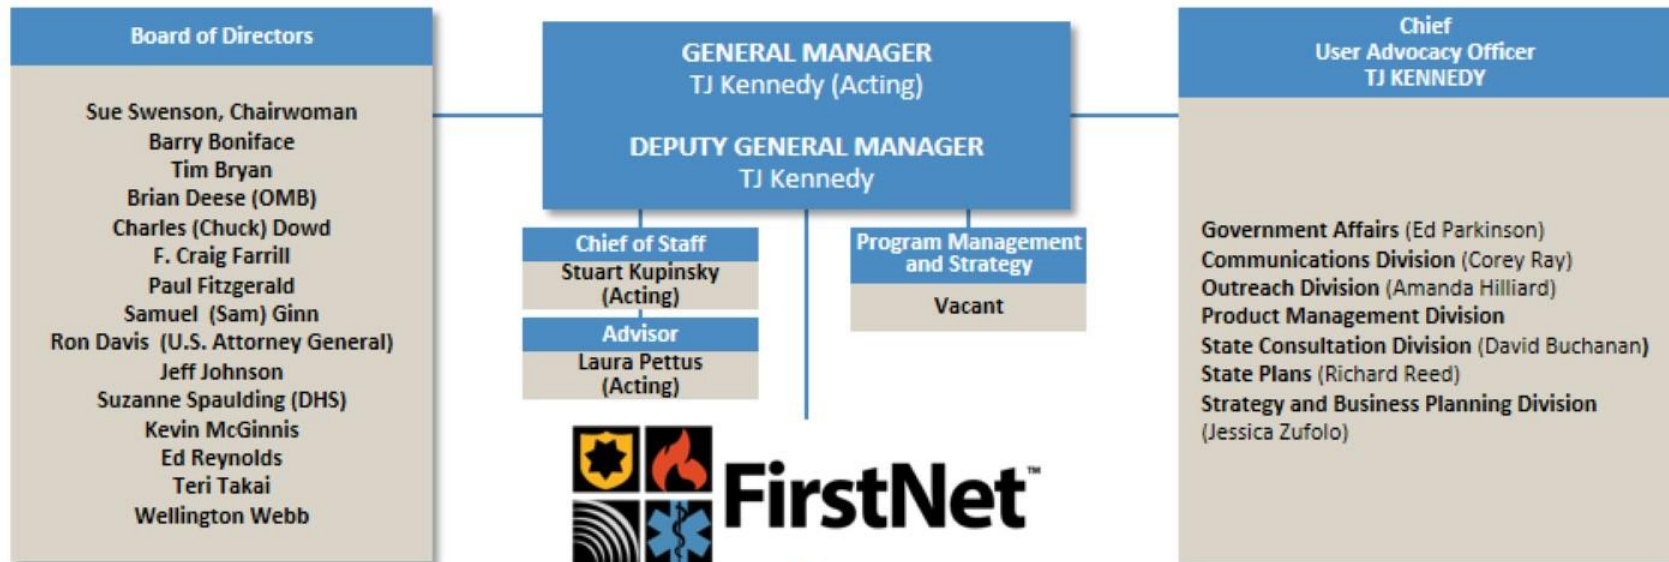 Board of Directors
Sue Swenson, Chairwoman
Barry Boniface
Tim Bryan
Brian Deese (OMB)
Charles (Chuck) Dowd
F. Craig Farrill
Paul Fitzgerald
Samuel (Sam) Ginn
Ron Davis (U.S. Attorney General)
Jeff Johnson
Suzanne Spaulding (DHS)
Kevin McGinnis
Ed Reynolds
Teri Takai
Wellington Webb
GENERAL MANAGER
TJ Kennedy (Acting)
DEPUTY GENERAL MANAGER
TJ Kennedy
Chief of Staff
Stuart Kupinsky
(Acting)
Advisor
Laura Pettus
(Acting)
Program Management
and Strategy
Vacant
FirstNet™
Chief
User Advocacy Officer
TJ KENNEDY
Government Affairs (Ed Parkinson)
Communications Division (Corey Ray)
Outreach Division (Amanda Hilliard)
Product Management Division
State Consultation Division (David Buchanan)
State Plans (Richard Reed)
Strategy and Business Planning Division
(Jessica Zufolo)